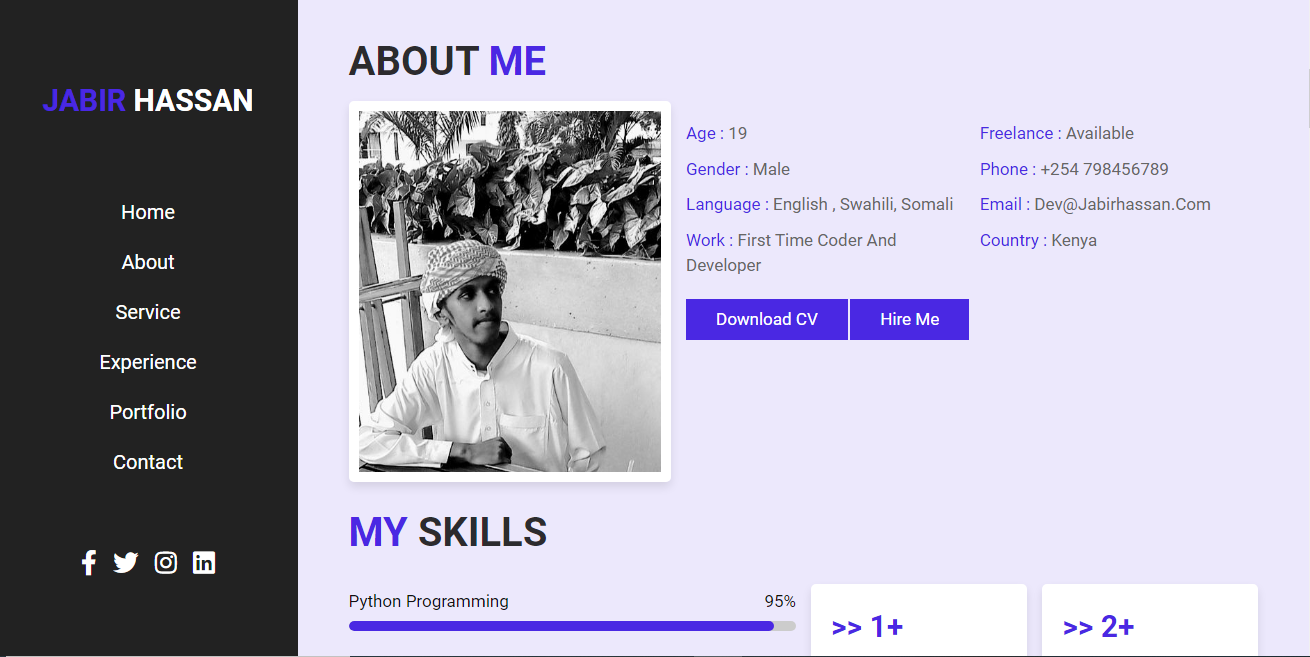 JABIR HASSAN
Home
About
Service
Experience
Portfolio
Contact
ABOUT ME
Age : 19
Gender : Male
Language : English , Swahili, Somali
Work : First Time Coder And
Developer
Freelance : Available
Phone : +254 798456789
Email : Dev@Jabirhassan.Com
Country : Kenya
Download CV
Hire Me
MY SKILLS
Python Programming 95%
>> 1+
>> 2+